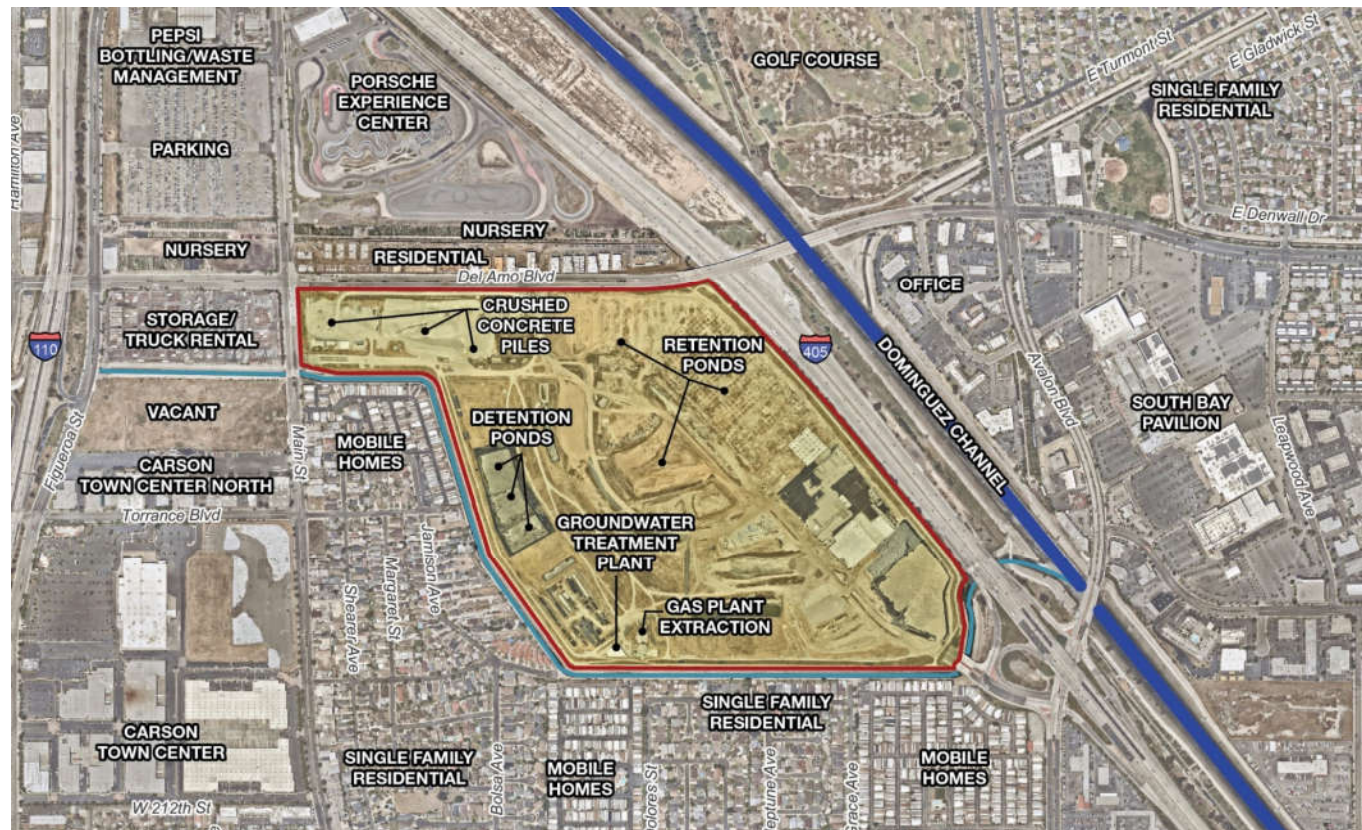 PEPSI
BOTTLING/WASTE
MANAGEMENT
PORSCHE
EXPERIENCE
CENTER
GOLF COURSE
E Turmont St
E Gladwick St
SINGLE FAMILY
RESIDENTIAL
Hamilton Ave
PARKING
NURSERY
NURSERY
RESIDENTIAL
Del Amo Blvd
E Denwall Dr
OFFICE
STORAGE/
TRUCK RENTAL
110
CRUSHED
CONCRETE
PILES
RETENTION
PONDS
405
DOMINGUEZ CHANNEL
Avalon Blvd
SOUTH BAY
PAVILION
Leapwood Ave
Figueroa St
VACANT
Main St
MOBILE
HOMES
DETENTION
PONDS
CARSON
TOWN CENTER NORTH
Torrance Blvd
GROUNDWATER
TREATMENT
PLANT
Jamison Ave
Margaret St
Shearer Ave
GAS PLANT
EXTRACTION
SINGLE FAMILY
RESIDENTIAL
CARSON
TOWN CENTER
SINGLE FAMILY
RESIDENTIAL
Bolsa Ave
MOBILE
HOMES
Dolores St
Neptune Ave
Grace Ave
MOBILE
HOMES
W 212th St